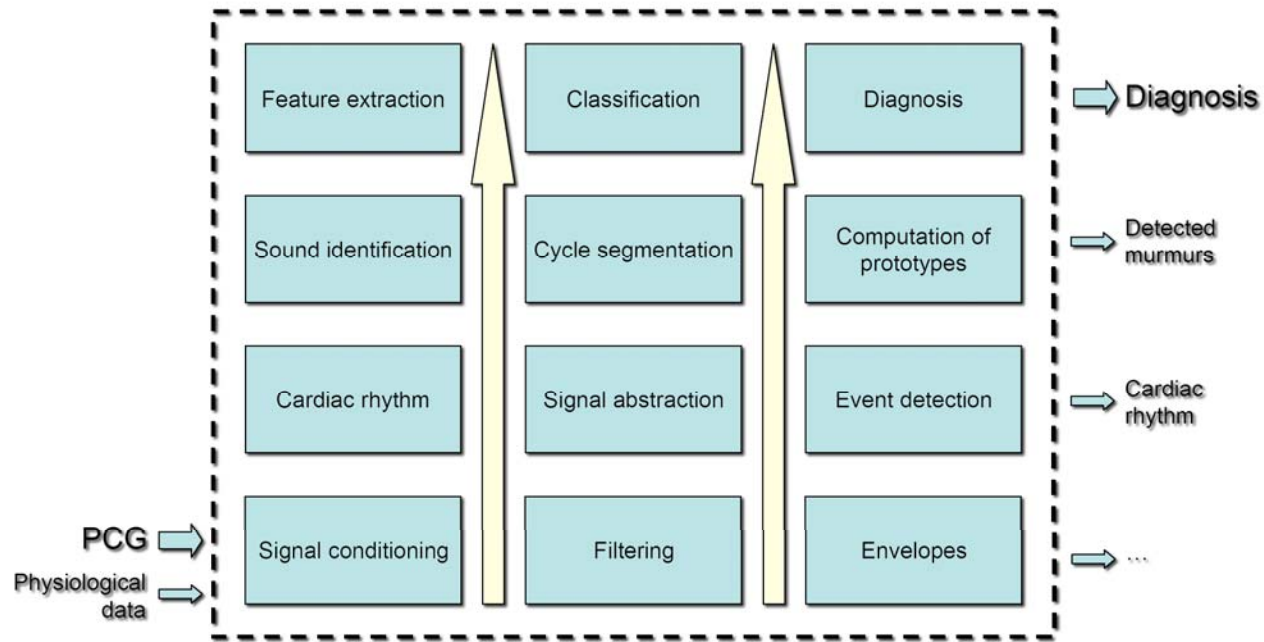 Feature extraction
Classification
Diagnosis
Diagnosis
Sound identification
Cycle segmentation
Computation of
prototypes
Detected
murmurs
Cardiac rhythm
Signal abstraction
Event detection
Cardiac
rhythm
PCG
Physiological
data
Signal conditioning
Filtering
Envelopes
...